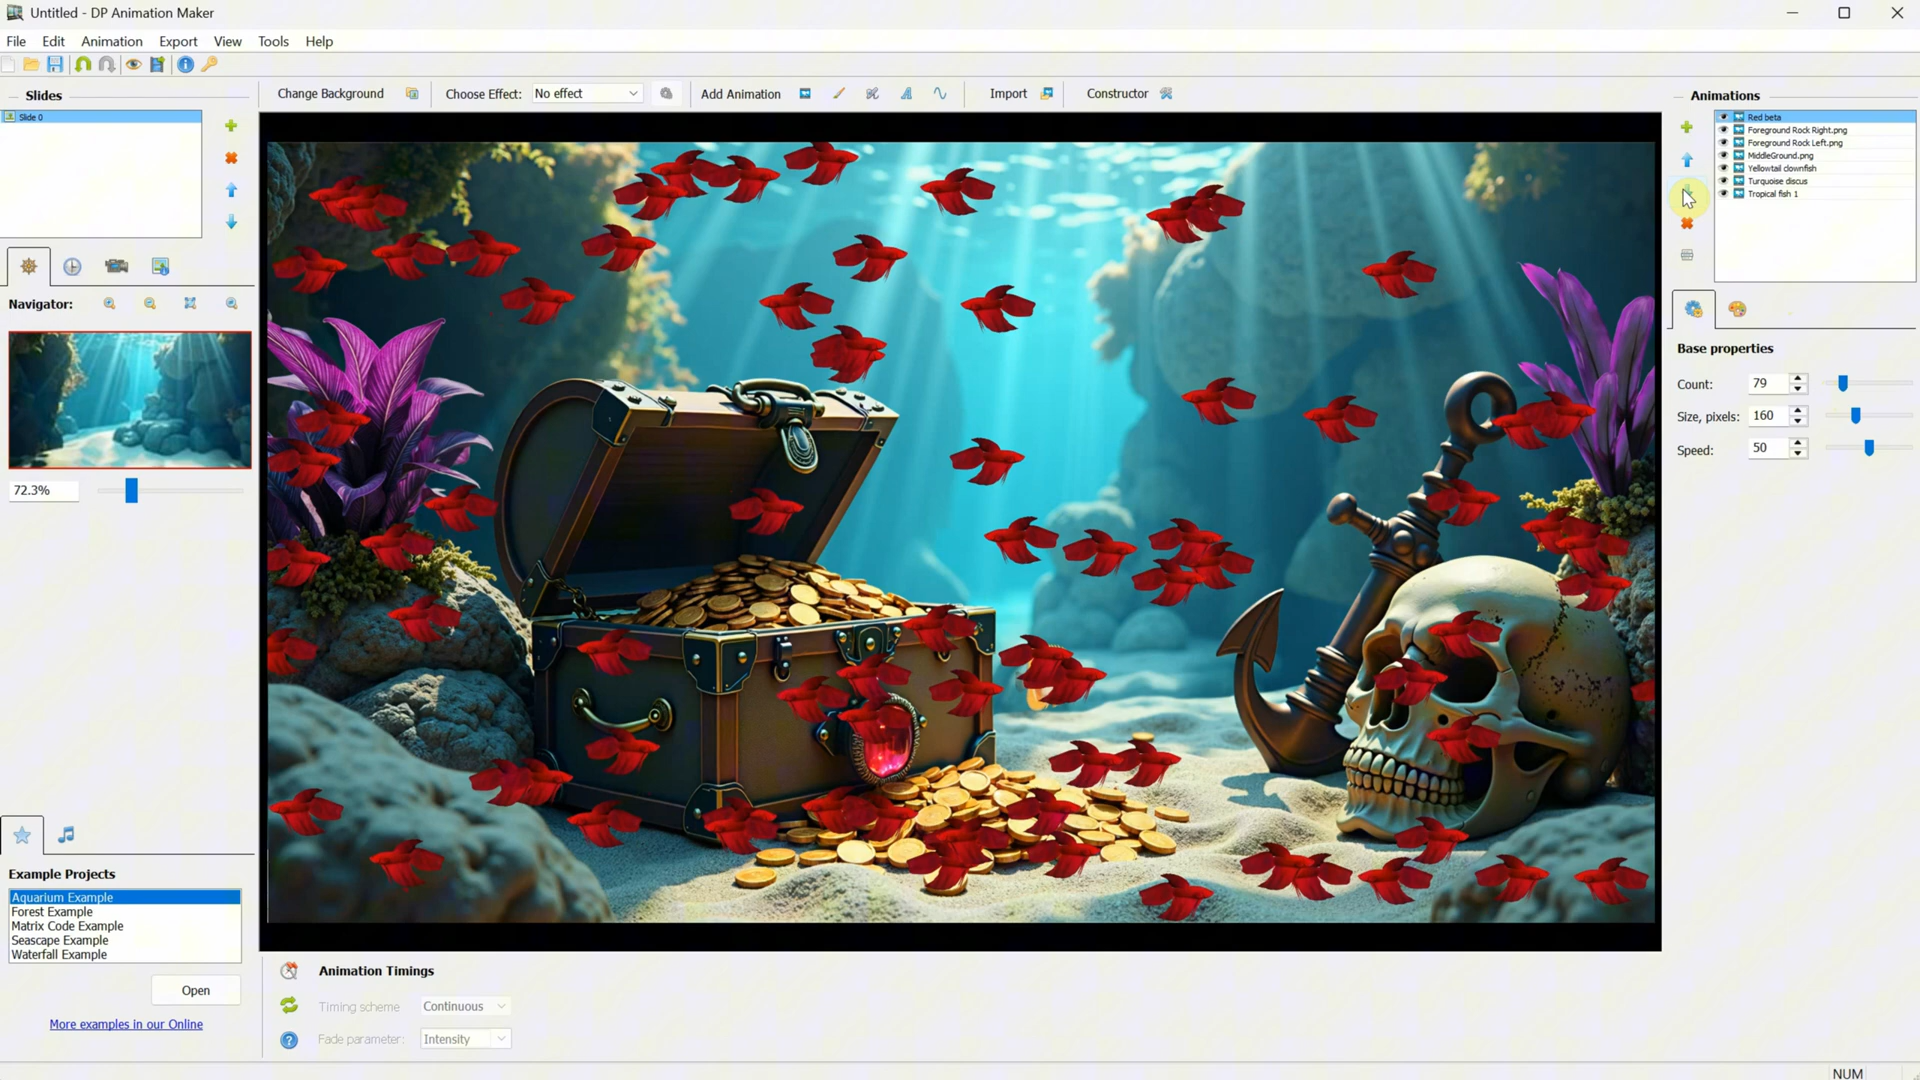 Untitled - DP Animation Maker
File Edit Animation Export View Tools Help
Slides
Change Background
Choose Effect: No effect
Add Animation
Import
Constructor
Animations
Slide 0
Red beta
Foreground Rock Right.png
Foreground Rock Left.png
MiddleGround.png
Yellowtail clownfish
Turquoise discus
Tropical fish 1
Navigator:
72.3%
Base properties
Count: 79
Size, pixels: 160
Speed: 50
Example Projects
Aquarium Example
Forest Example
Matrix Code Example
Seascape Example
Waterfall Example
Open
More examples in our Online
Animation Timings
Timing scheme Continuous
Fade parameter: Intensity
NUM